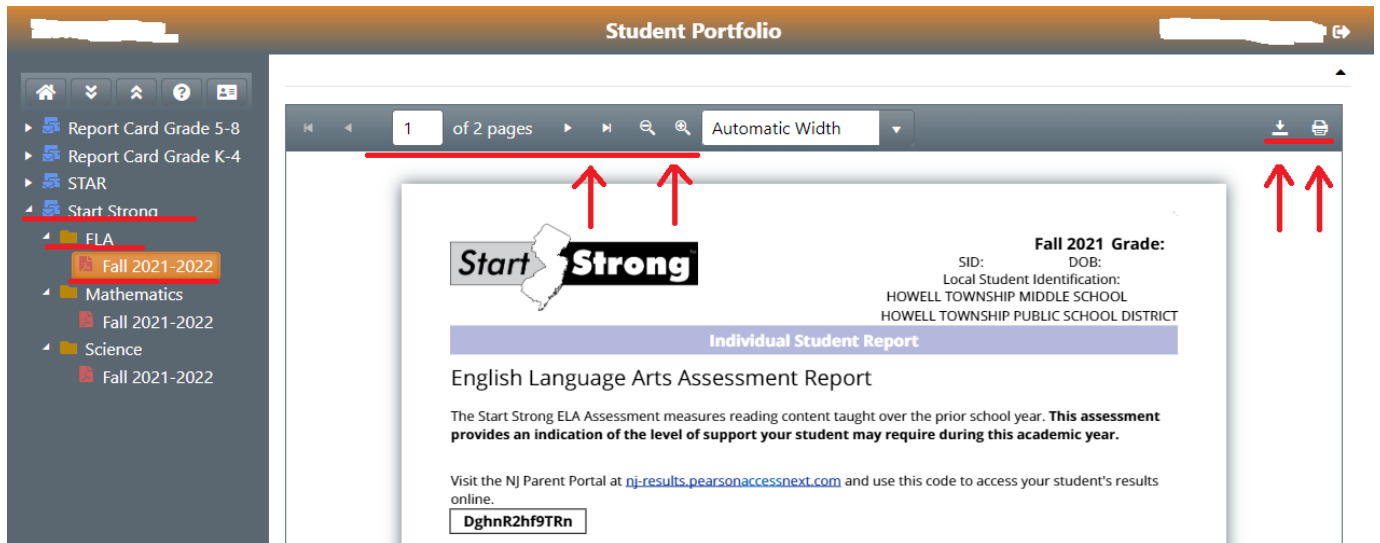 Student Portfolio
Report Card Grade 5-8
Report Card Grade K-4
STAR
Start Strong
ELA
Fall 2021-2022
Mathematics
Fall 2021-2022
Science
Fall 2021-2022
1 of 2 pages Automatic Width
Start Strong
Fall 2021 Grade:
SID: DOB:
Local Student Identification:
HOWELL TOWNSHIP MIDDLE SCHOOL
HOWELL TOWNSHIP PUBLIC SCHOOL DISTRICT
Individual Student Report
English Language Arts Assessment Report
The Start Strong ELA Assessment measures reading content taught over the prior school year. This assessment
provides an indication of the level of support your student may require during this academic year.
Visit the NJ Parent Portal at nj-results.pearsonaccessnext.com and use this code to access your student's results
online.
DghnR2hf9TRn